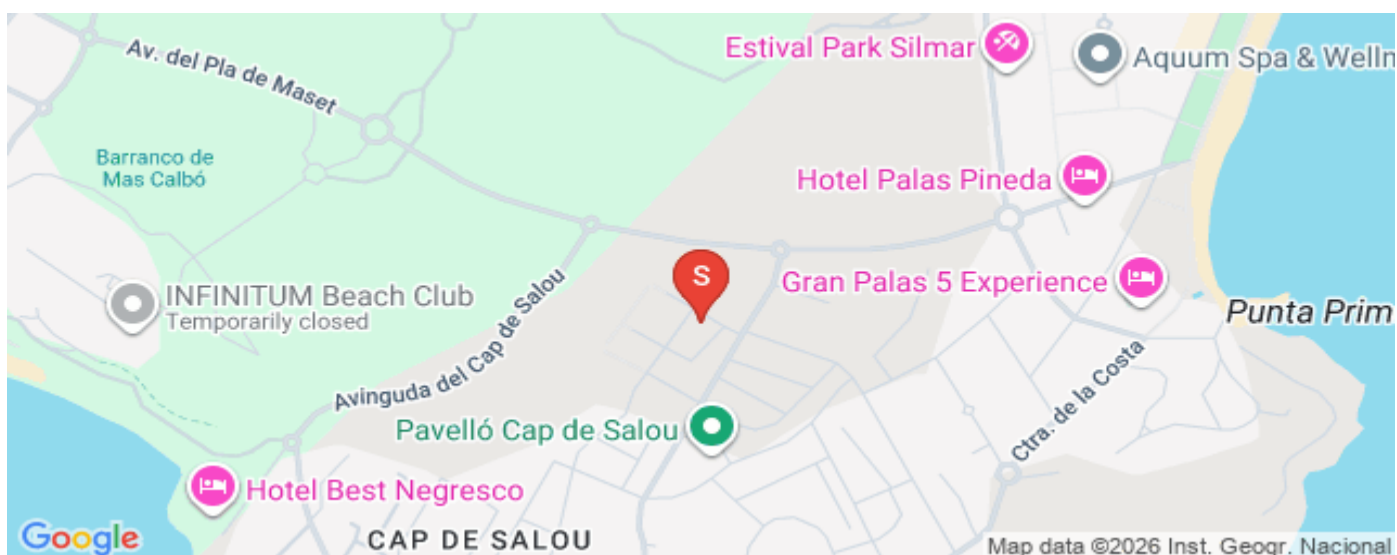 Estival Park Silmar
Aquum Spa & Welln
Av. del Pla de Maset
Barranco de
Mas Calbó
Hotel Palas Pineda
S
INFINITUM Beach Club
Temporarily closed
Gran Palas 5 Experience
Punta Prim
Avinguda del Cap de Salou
Ctra. de la Costa
Pavelló Cap de Salou
Hotel Best Negresco
CAP DE SALOU
Google
Map data ©2026 Inst. Geogr. Nacional